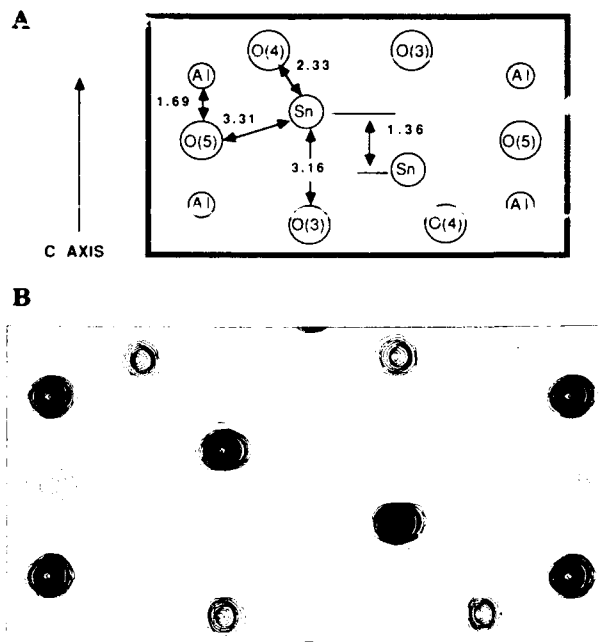 A
O(4) O(3)
Al 2.33 Al
1.69 Sn
3.31 1.36
O(5) O(5)
3.16 Sn
Al Al
O(3) O(4)
C AXIS
B